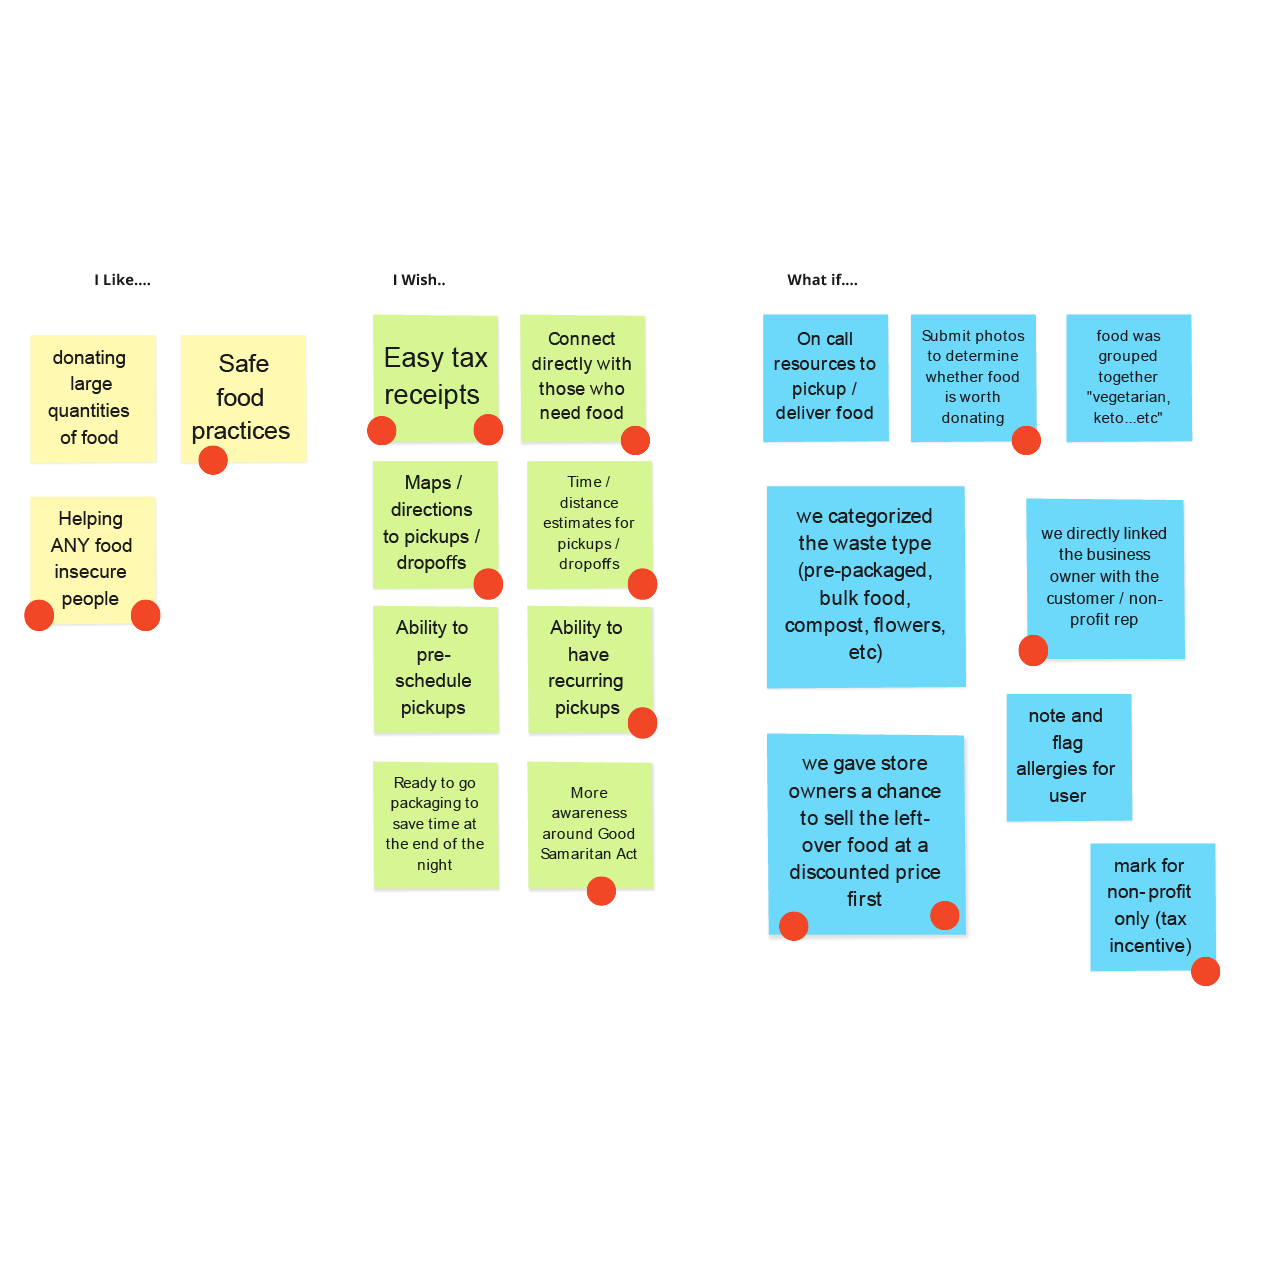 I Like....
donating
large
quantities
of food
Safe
food
practices
Helping
ANY food
insecure
people
I Wish..
Easy tax
receipts
Connect
directly with
those who
need food
Maps /
directions
to pickups /
dropoffs
Time /
distance
estimates for
pickups /
dropoffs
Ability to
pre-
schedule
pickups
Ability to
have
recurring
pickups
Ready to go
packaging to
save time at
the end of the
night
More
awareness
around Good
Samaritan Act
What if....
On call
resources to
pickup /
deliver food
Submit photos
to determine
whether food
is worth
donating
food was
grouped
together
"vegetarian,
keto...etc"
we categorized
the waste type
(pre-packaged,
bulk food,
compost, flowers,
etc)
we directly linked
the business
owner with the
customer / non-
profit rep
note and
flag
allergies for
user
we gave store
owners a chance
to sell the left-
over food at a
discounted price
first
mark for
non-profit
only (tax
incentive)